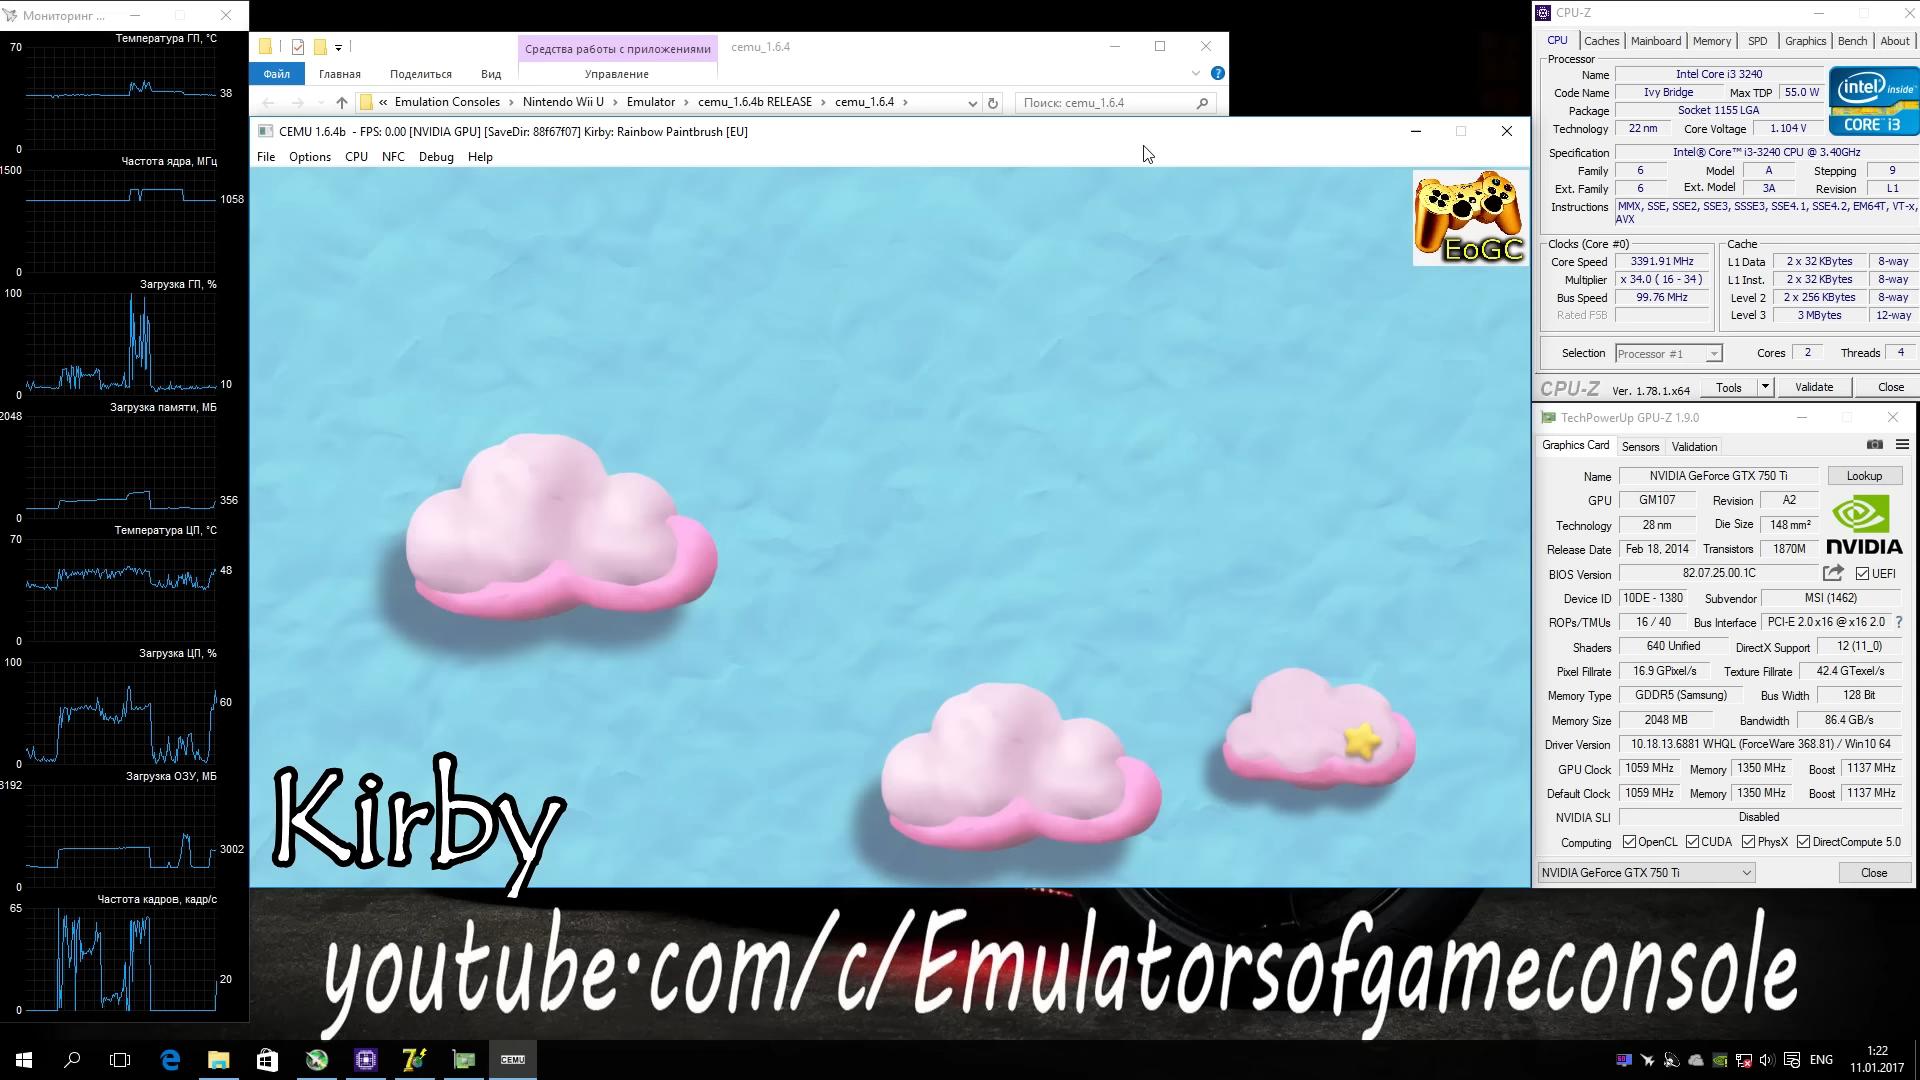 Мониторинг ...
Температура ГП, °C
70
38
0
Частота ядра, МГц
1500
1058
0
Загрузка ГП, %
100
10
0
Загрузка памяти, МБ
2048
356
0
Температура ЦП, °C
70
48
0
Загрузка ЦП, %
100
60
0
Загрузка ОЗУ, МБ
8192
3002
0
Частота кадров, кадр/с
65
20
0
Средства работы с приложениями
cemu_1.6.4
Файл Главная Поделиться Вид Управление
« Emulation Consoles › Nintendo Wii U › Emulator › cemu_1.6.4b RELEASE › cemu_1.6.4 ›
Поиск: cemu_1.6.4
CEMU 1.6.4b - FPS: 0.00 [NVIDIA GPU] [SaveDir: 88f67f07] Kirby: Rainbow Paintbrush [EU]
File Options CPU NFC Debug Help
EoGC
Kirby
youtube.com/c/Emulatorsofgameconsole
CPU-Z
CPU Caches Mainboard Memory SPD Graphics Bench About
Processor
Name Intel Core i3 3240
Code Name Ivy Bridge Max TDP 55.0 W
Package Socket 1155 LGA
Technology 22 nm Core Voltage 1.104 V
intel inside™
CORE i3
Specification Intel® Core™ i3-3240 CPU @ 3.40GHz
Family 6 Model A Stepping 9
Ext. Family 6 Ext. Model 3A Revision L1
Instructions MMX, SSE, SSE2, SSE3, SSSE3, SSE4.1, SSE4.2, EM64T, VT-x,
AVX
Clocks (Core #0)
Core Speed 3391.91 MHz
Multiplier x 34.0 ( 16 - 34 )
Bus Speed 99.76 MHz
Rated FSB
Cache
L1 Data 2 x 32 KBytes 8-way
L1 Inst. 2 x 32 KBytes 8-way
Level 2 2 x 256 KBytes 8-way
Level 3 3 MBytes 12-way
Selection Processor #1 Cores 2 Threads 4
CPU-Z Ver. 1.78.1.x64 Tools Validate Close
TechPowerUp GPU-Z 1.9.0
Graphics Card Sensors Validation
Name NVIDIA GeForce GTX 750 Ti Lookup
GPU GM107 Revision A2
Technology 28 nm Die Size 148 mm²
Release Date Feb 18, 2014 Transistors 1870M
NVIDIA
BIOS Version 82.07.25.00.1C UEFI
Device ID 10DE - 1380 Subvendor MSI (1462)
ROPs/TMUs 16 / 40 Bus Interface PCI-E 2.0 x16 @ x16 2.0 ?
Shaders 640 Unified DirectX Support 12 (11_0)
Pixel Fillrate 16.9 GPixel/s Texture Fillrate 42.4 GTexel/s
Memory Type GDDR5 (Samsung) Bus Width 128 Bit
Memory Size 2048 MB Bandwidth 86.4 GB/s
Driver Version 10.18.13.6881 WHQL (ForceWare 368.81) / Win10 64
GPU Clock 1059 MHz Memory 1350 MHz Boost 1137 MHz
Default Clock 1059 MHz Memory 1350 MHz Boost 1137 MHz
NVIDIA SLI Disabled
Computing OpenCL CUDA PhysX DirectCompute 5.0
NVIDIA GeForce GTX 750 Ti Close
CEMU
ENG
1:22
11.01.2017